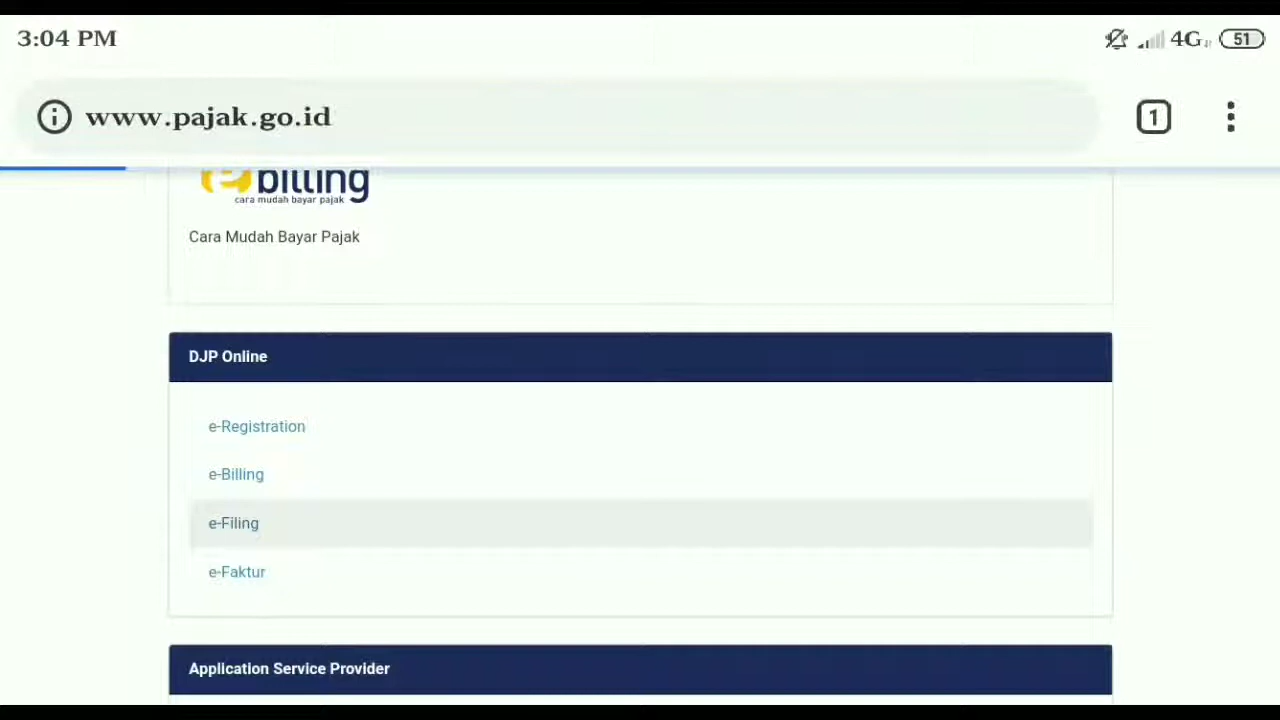 3:04 PM
4G
51
www.pajak.go.id
1
e billing
cara mudah bayar pajak
Cara Mudah Bayar Pajak
DJP Online
e-Registration
e-Billing
e-Filing
e-Faktur
Application Service Provider